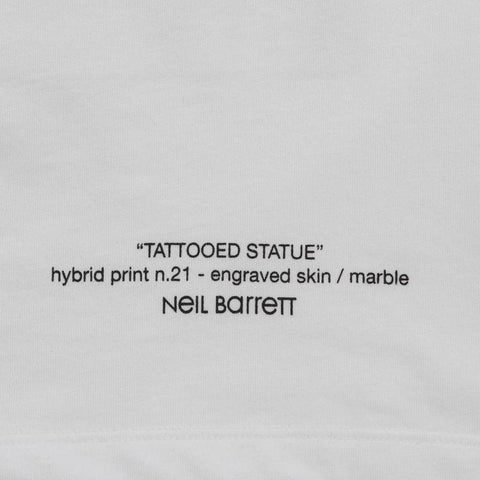 “TATTOOED STATUE”
hybrid print n.21 - engraved skin / marble
Neil Barrett